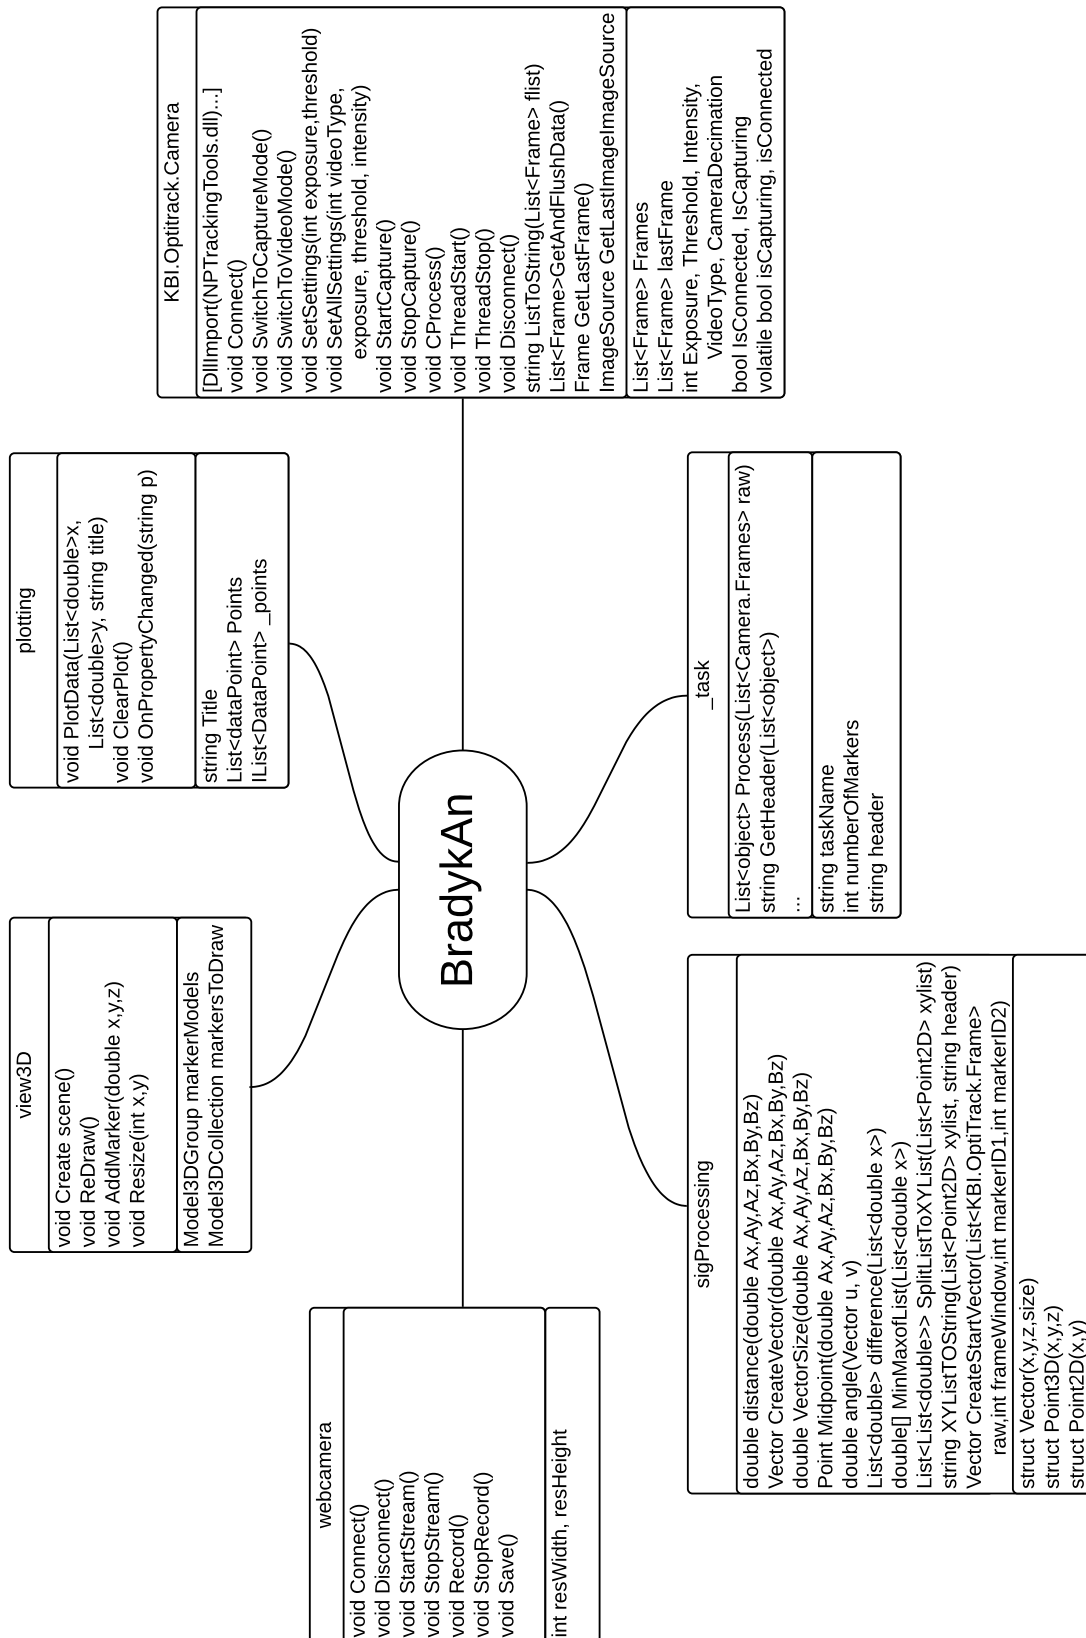 webcamera
void Connect()
void Disconnect()
void StartStream()
void StopStream()
void Record()
void StopRecord()
void Save()
int resWidth, resHeight
view3D
void Create scene()
void ReDraw()
void AddMarker(double x,y,z)
void Resize(int x,y)
Model3DGroup markerModels
Model3DCollection markersToDraw
plotting
void PlotData(List<double>x,
List<double>y, string title)
void ClearPlot()
void OnPropertyChanged(string p)
string Title
List<dataPoint> Points
IList<DataPoint> _points
KBI.Optitrack.Camera
[DllImport(NPTrackingTools.dll)...]
void Connect()
void SwitchToCaptureMode()
void SwitchToVideoMode()
void SetSettings(int exposure,threshold)
void SetAllSettings(int videoType,
exposure, threshold, intensity)
void StartCapture()
void StopCapture()
void CProcess()
void ThreadStart()
void ThreadStop()
void Disconnect()
string ListToString(List<Frame> flist)
List<Frame>GetAndFlushData()
Frame GetLastFrame()
ImageSource GetLastImageImageSource
List<Frame> Frames
List<Frame> lastFrame
int Exposure, Threshold, Intensity,
VideoType, CameraDecimation
bool IsConnected, IsCapturing
volatile bool isCapturing, isConnected
BradykAn
sigProcessing
double distance(double Ax,Ay,Az,Bx,By,Bz)
Vector CreateVector(double Ax,Ay,Az,Bx,By,Bz)
double VectorSize(double Ax,Ay,Az,Bx,By,Bz)
Point Midpoint(double Ax,Ay,Az,Bx,By,Bz)
double angle(Vector u, v)
List<double> difference(List<double x>)
double[] MinMaxofList(List<double x>)
List<List<double>> SplitListToXYList(List<Point2D> xylist)
string XYListTOString(List<Point2D> xylist, string header)
Vector CreateStartVector(List<KBI.OptiTrack.Frame>
raw,int frameWindow,int markerID1,int markerID2)
struct Vector(x,y,z,size)
struct Point3D(x,y,z)
struct Point2D(x,y)
_task
List<object> Process(List<Camera.Frames> raw)
string GetHeader(List<object>)
...
string taskName
int numberOfMarkers
string header